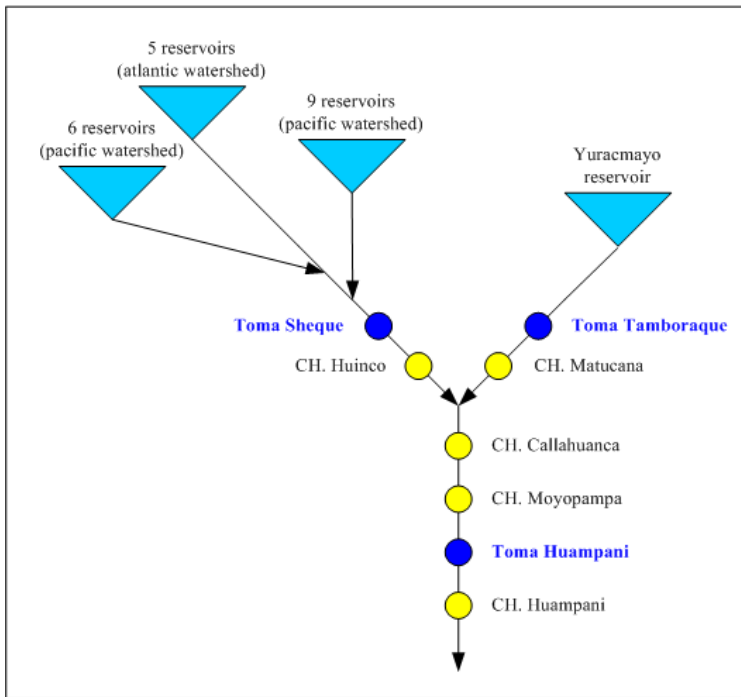 5 reservoirs
(atlantic watershed)
9 reservoirs
(pacific watershed)
6 reservoirs
(pacific watershed)
Yuracmayo
reservoir
Toma Sheque
Toma Tamboraque
CH. Huinco
CH. Matucana
CH. Callahuanca
CH. Moyopampa
Toma Huampani
CH. Huampani